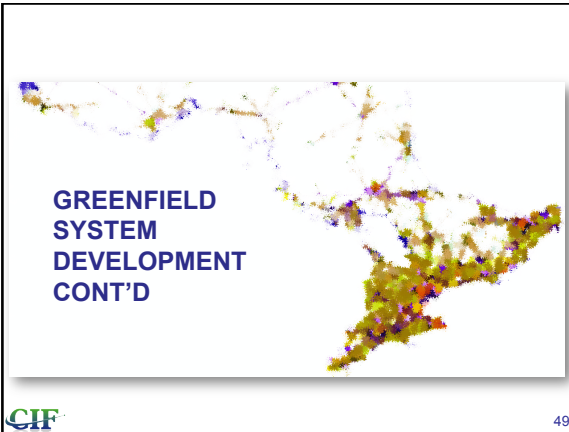 GREENFIELD
SYSTEM
DEVELOPMENT
CONT'D
CIF
49